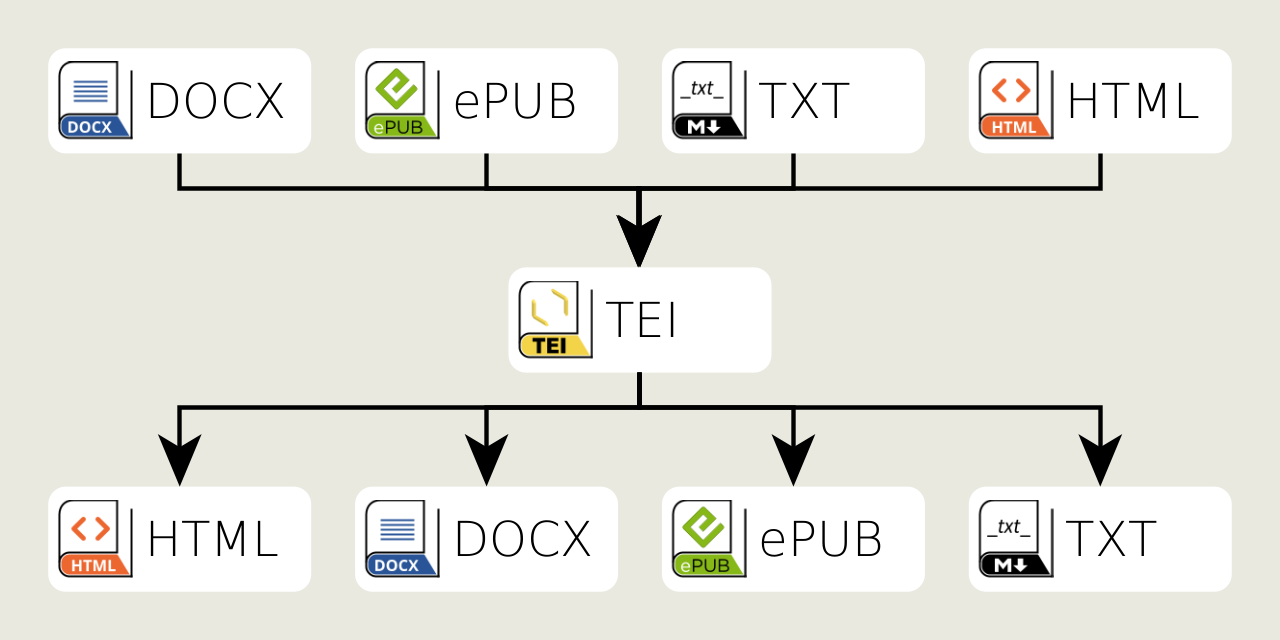 DOCX
DOCX
ePUB
ePUB
_txt_
M
TXT
HTML
HTML
TEI
TEI
HTML
HTML
DOCX
DOCX
ePUB
ePUB
_txt_
M
TXT